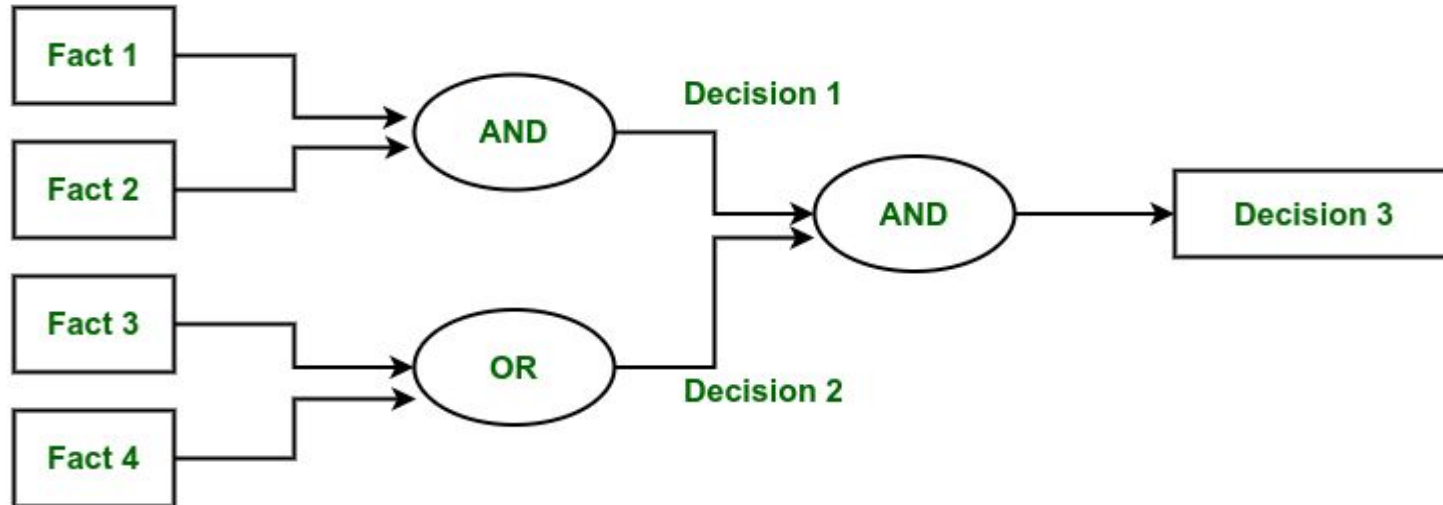 Fact 1
Fact 2
Fact 3
Fact 4
AND
OR
Decision 1
Decision 2
AND
Decision 3